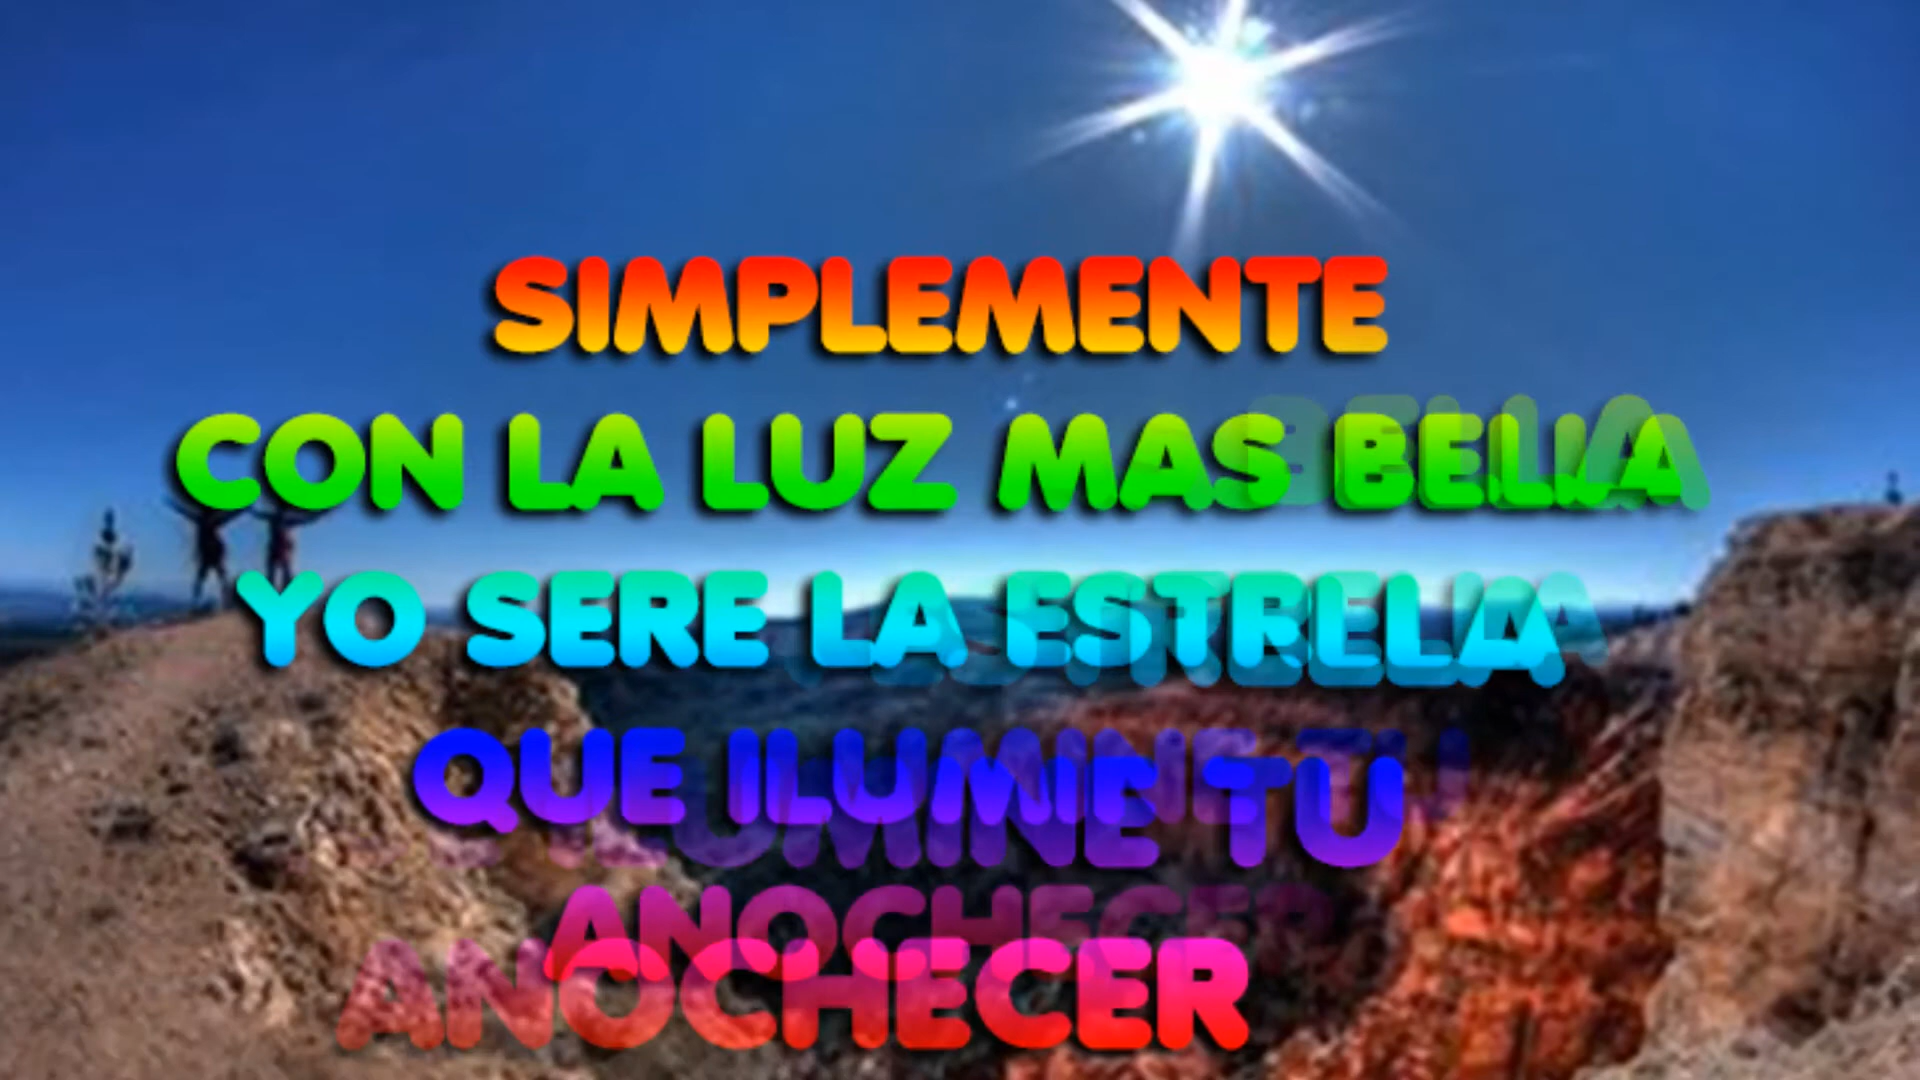 SIMPLEMENTE
CON LA LUZ MAS BELLA
YO SERE LA ESTRELLA
QUE ILUMINE TU
ANOCHECER